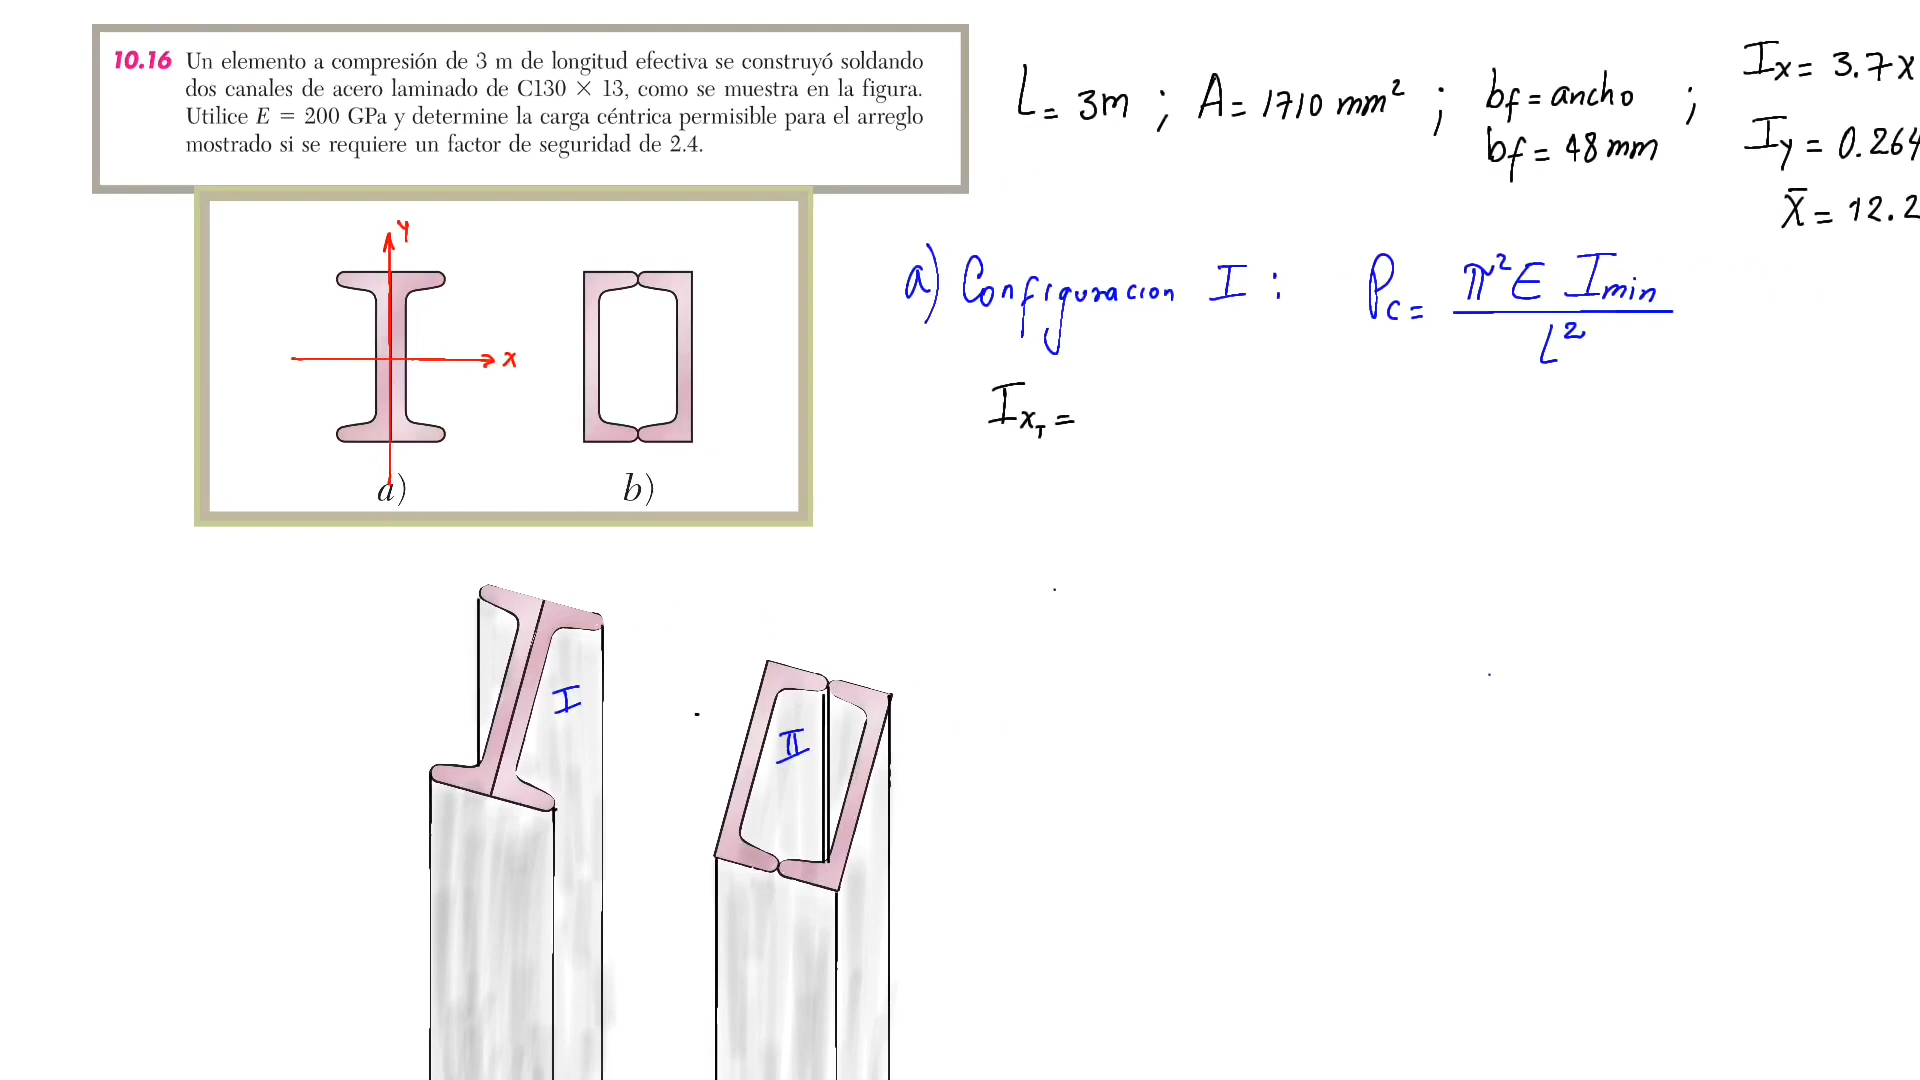 10.16 Un elemento a compresión de 3 m de longitud efectiva se construyó soldando
dos canales de acero laminado de C130 × 13, como se muestra en la figura.
Utilice E = 200 GPa y determine la carga céntrica permisible para el arreglo
mostrado si se requiere un factor de seguridad de 2.4.
L = 3m ; A = 1710 mm² ; bf = ancho ;
bf = 48 mm
Ix = 3.7x
Iy = 0.264
X̄ = 12.2
y
x
a)
b)
a) Configuracion I : Pc = π²E Imin / L²
IxT =
I
II